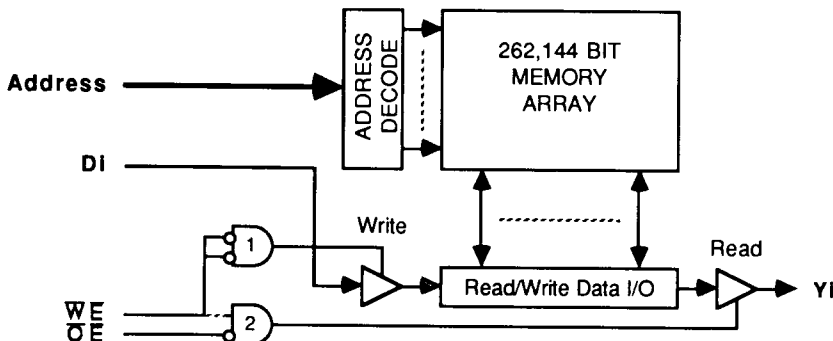 Address
ADDRESS
DECODE
262,144 BIT
MEMORY
ARRAY
Di
1
Write
Read
Read/Write Data I/O
Yi
WE
OE
2